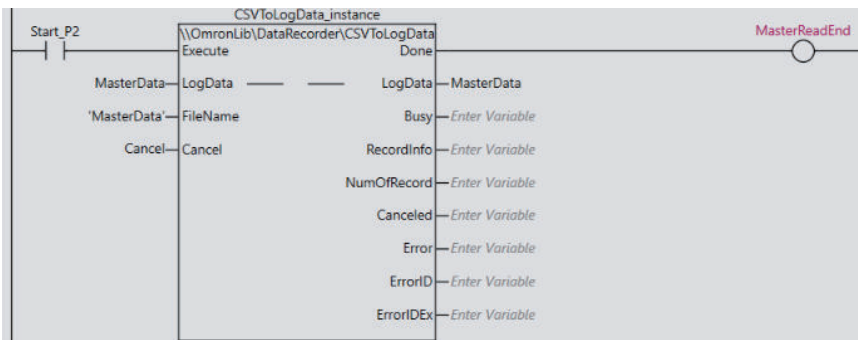 CSVToLogData_instance
Start_P2 \\OmronLib\DataRecorder\CSVToLogData MasterReadEnd
Execute Done
MasterData LogData LogData MasterData
'MasterData' FileName Busy Enter Variable
Cancel Cancel RecordInfo Enter Variable
NumOfRecord Enter Variable
Canceled Enter Variable
Error Enter Variable
ErrorID Enter Variable
ErrorIDEx Enter Variable